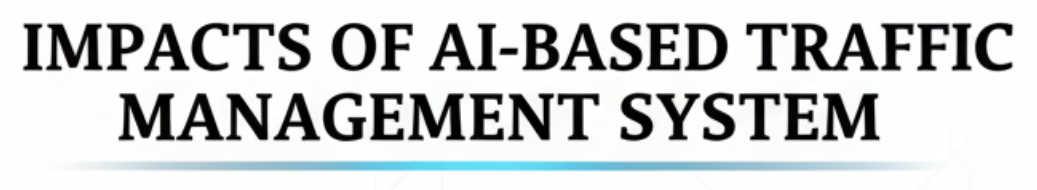 IMPACTS OF AI-BASED TRAFFIC
MANAGEMENT SYSTEM